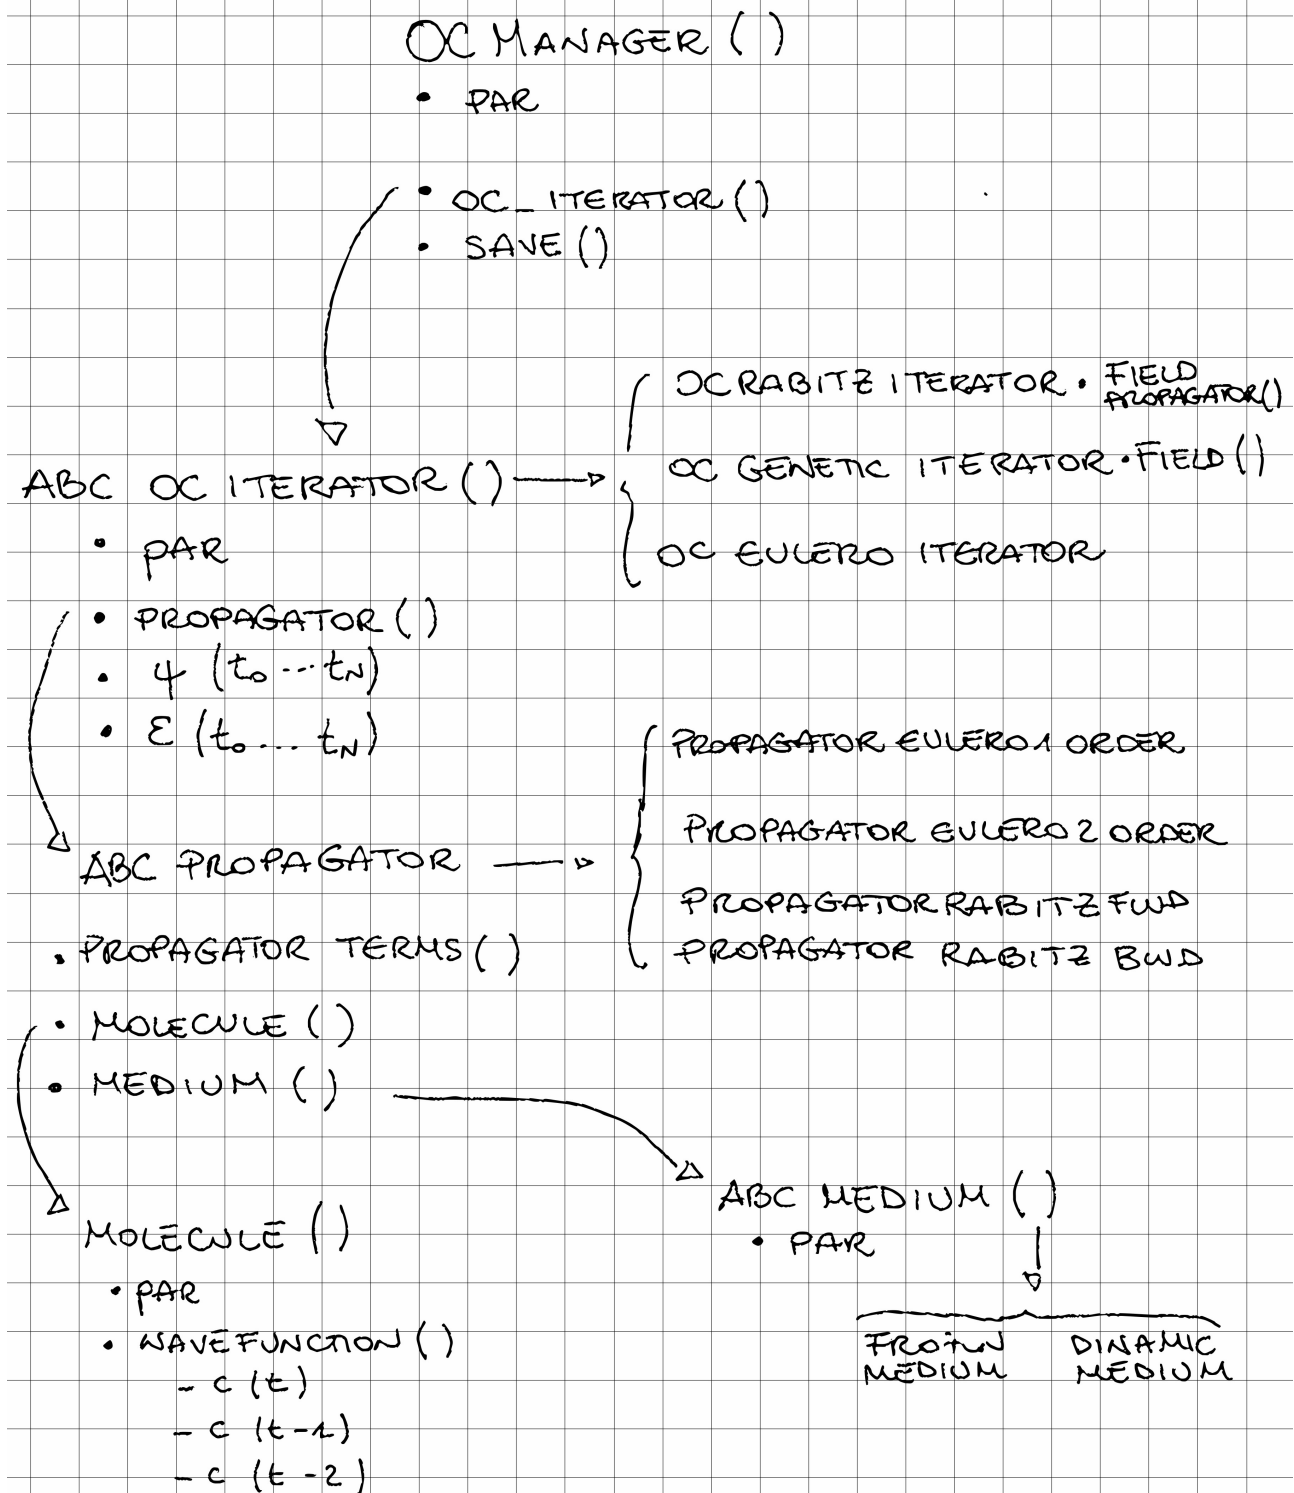 OC MANAGER ()
• PAR
• OC_ITERATOR ()
• SAVE ()
OC RABITZ ITERATOR • FIELD
PROPAGATOR()
OC GENETIC ITERATOR • FIELD ()
ABC OC ITERATOR ()
OC EULERO ITERATOR
• PAR
• PROPAGATOR ()
• ψ (t0 ... tN)
• ε (t0 ... tN)
PROPAGATOR EULERO 1 ORDER
PROPAGATOR EULERO 2 ORDER
ABC PROPAGATOR
PROPAGATOR RABITZ FWD
• PROPAGATOR TERMS ()
PROPAGATOR RABITZ BWD
• MOLECULE ()
• MEDIUM ()
ABC MEDIUM ()
• PAR
MOLECULE ()
• PAR
• WAVEFUNCTION ()
- c (t)
- c (t-1)
- c (t-2)
MEDIUM
DINAMIC
MEDIUM